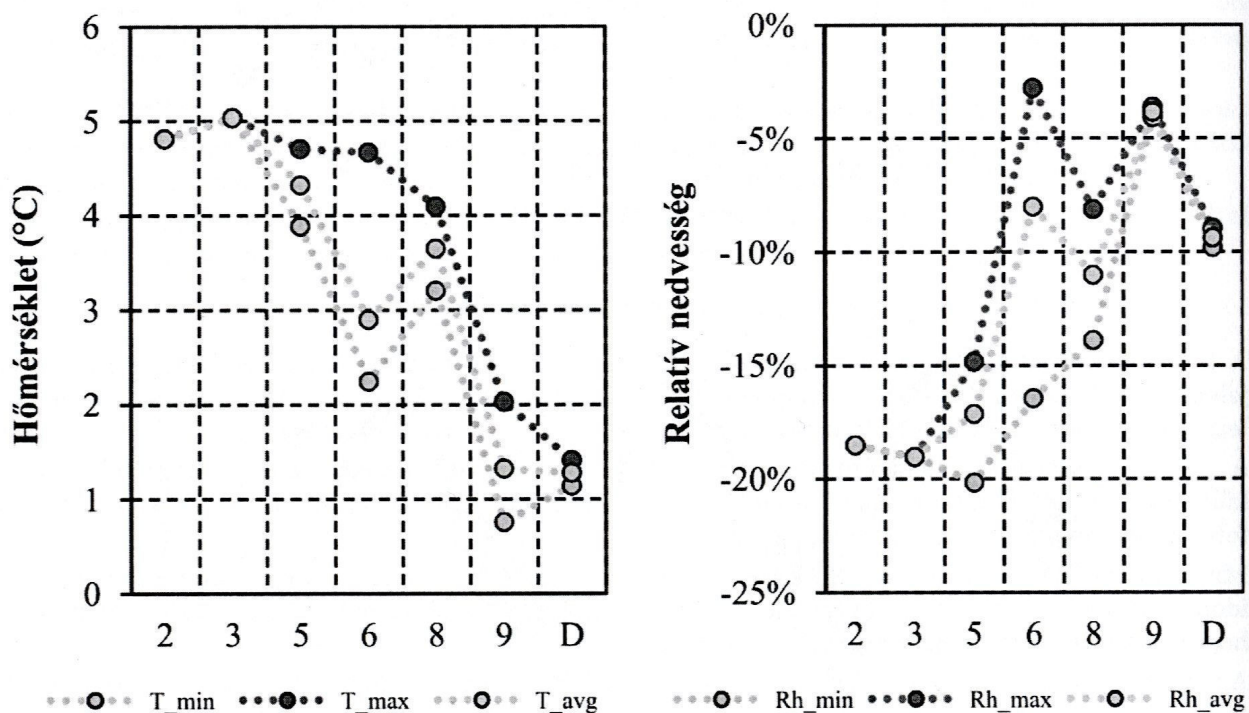 Hőmérséklet (°C)
6
5
4
3
2
1
0
2 3 5 6 8 9 D
T_min T_max T_avg
Relatív nedvesség
0%
-5%
-10%
-15%
-20%
-25%
2 3 5 6 8 9 D
Rh_min Rh_max Rh_avg